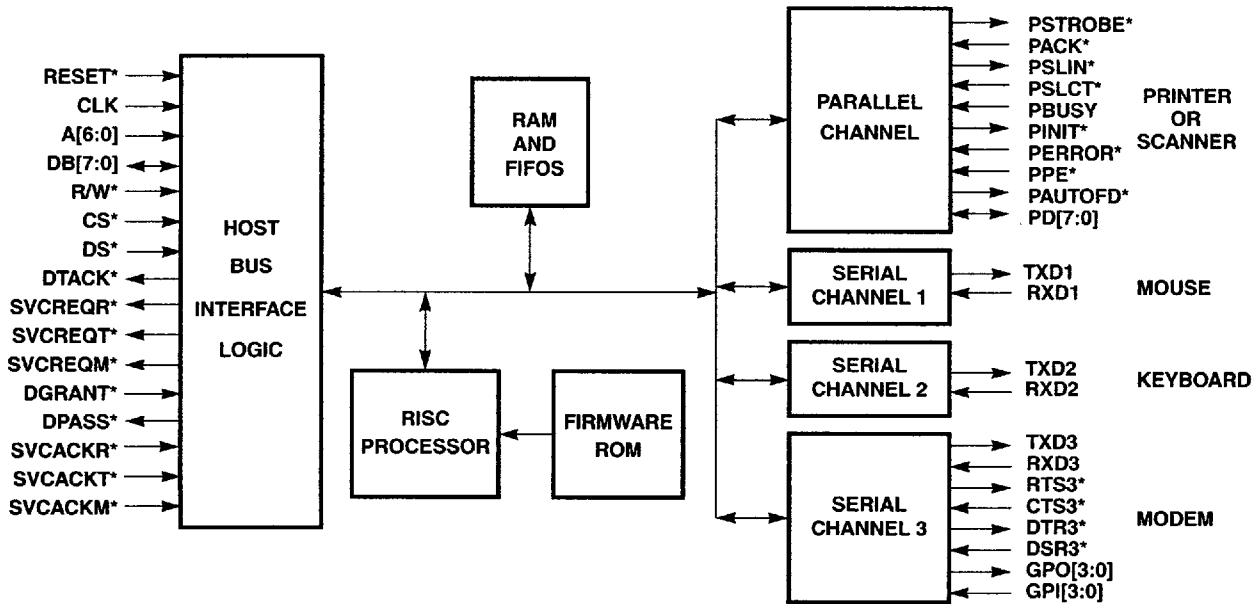 RESET*
CLK
A[6:0]
DB[7:0]
R/W*
CS*
DS*
DTACK*
SVCREQR*
SVCREQT*
SVCREQM*
DGRANT*
DPASS*
SVCACKR*
SVCACKT*
SVCACKM*
HOST
BUS
INTERFACE
LOGIC
RAM
AND
FIFOS
RISC
PROCESSOR
FIRMWARE
ROM
PARALLEL
CHANNEL
PSTROBE*
PACK*
PSLIN*
PSLCT*
PBUSY
PINIT*
PERROR*
PPE*
PAUTOFD*
PD[7:0]
PRINTER
OR
SCANNER
SERIAL
CHANNEL 1
TXD1
RXD1
MOUSE
SERIAL
CHANNEL 2
TXD2
RXD2
KEYBOARD
SERIAL
CHANNEL 3
TXD3
RXD3
RTS3*
CTS3*
DTR3*
DSR3*
GPO[3:0]
GPI[3:0]
MODEM